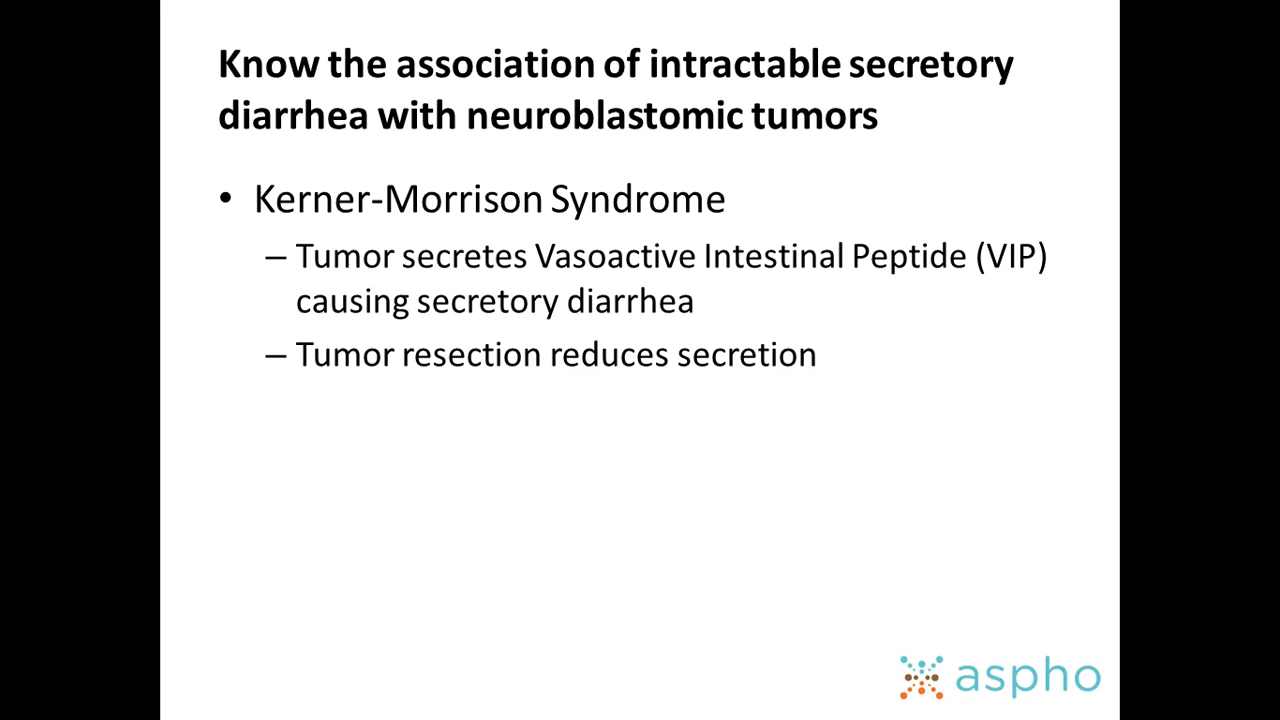 Know the association of intractable secretory
diarrhea with neuroblastomic tumors
• Kerner-Morrison Syndrome
– Tumor secretes Vasoactive Intestinal Peptide (VIP)
causing secretory diarrhea
– Tumor resection reduces secretion
aspho